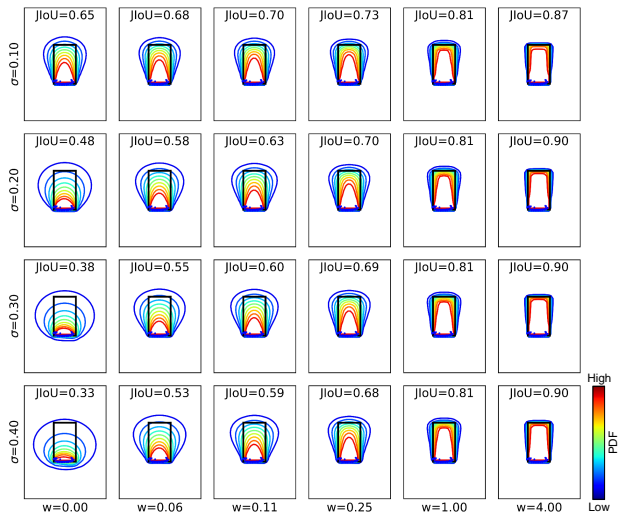 JIoU=0.65 JIoU=0.68 JIoU=0.70 JIoU=0.73 JIoU=0.81 JIoU=0.87
σ=0.10
JIoU=0.48 JIoU=0.58 JIoU=0.63 JIoU=0.70 JIoU=0.81 JIoU=0.90
σ=0.20
JIoU=0.38 JIoU=0.55 JIoU=0.60 JIoU=0.69 JIoU=0.81 JIoU=0.90
σ=0.30
High
JIoU=0.33 JIoU=0.53 JIoU=0.59 JIoU=0.68 JIoU=0.81 JIoU=0.90
σ=0.40
PDF
w=0.00 w=0.06 w=0.11 w=0.25 w=1.00 w=4.00 Low